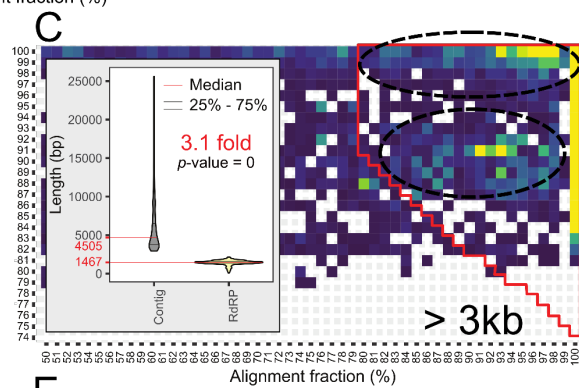 nt fraction (%)
C
100
99
98
97
96
95
94
93
92
91
90
89
88
87
86
85
84
83
82
81
80
79
78
77
76
75
74
Length (bp)
25000
20000
15000
10000
5000
4505
1467
0
Median
25% - 75%
3.1 fold
p-value = 0
Contig
RdRP
> 3kb
50 51 52 53 54 55 56 57 58 59 60 61 62 63 64 65 66 67 68 69 70 71 72 73 74 75 76 77 78 79 80 81 82 83 84 85 86 87 88 89 90 91 92 93 94 95 96 97 98 99 100
Alignment fraction (%)